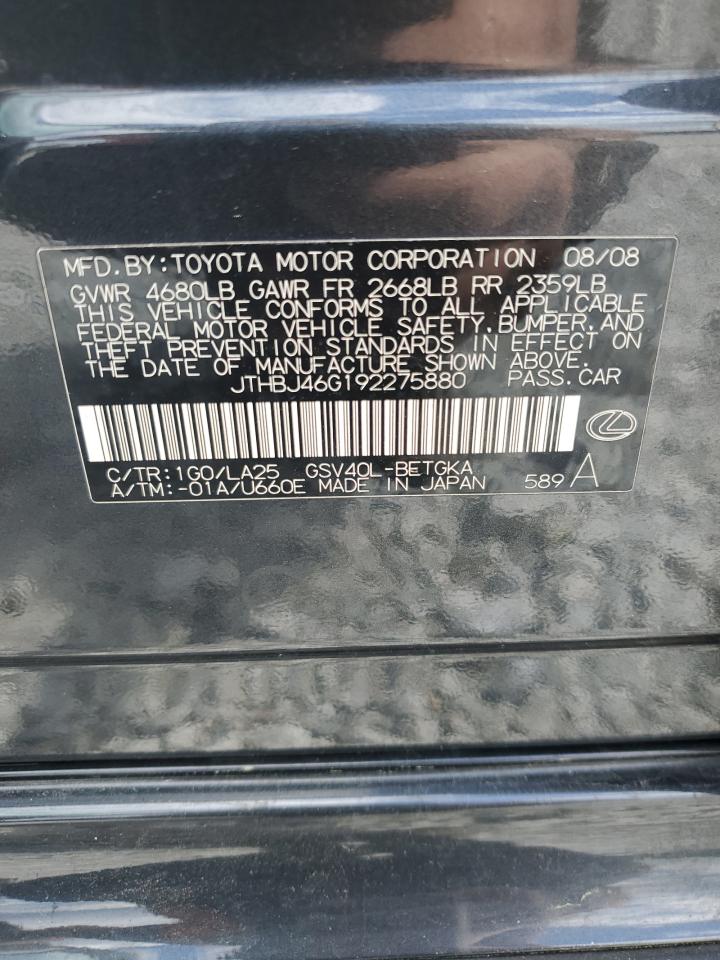 MFD.BY:TOYOTA MOTOR CORPORATION 08/08
GVWR 4680LB GAWR FR 2668LB RR 2359LB
THIS VEHICLE CONFORMS TO ALL APPLICABLE
FEDERAL MOTOR VEHICLE SAFETY,BUMPER,AND
THEFT PREVENTION STANDARDS IN EFFECT ON
THE DATE OF MANUFACTURE SHOWN ABOVE.
JTHBJ46G192275880 PASS.CAR
C/TR:1G0/LA25 GSV40L-BETGKA
A/TM:-01A/U660E MADE IN JAPAN 589 A